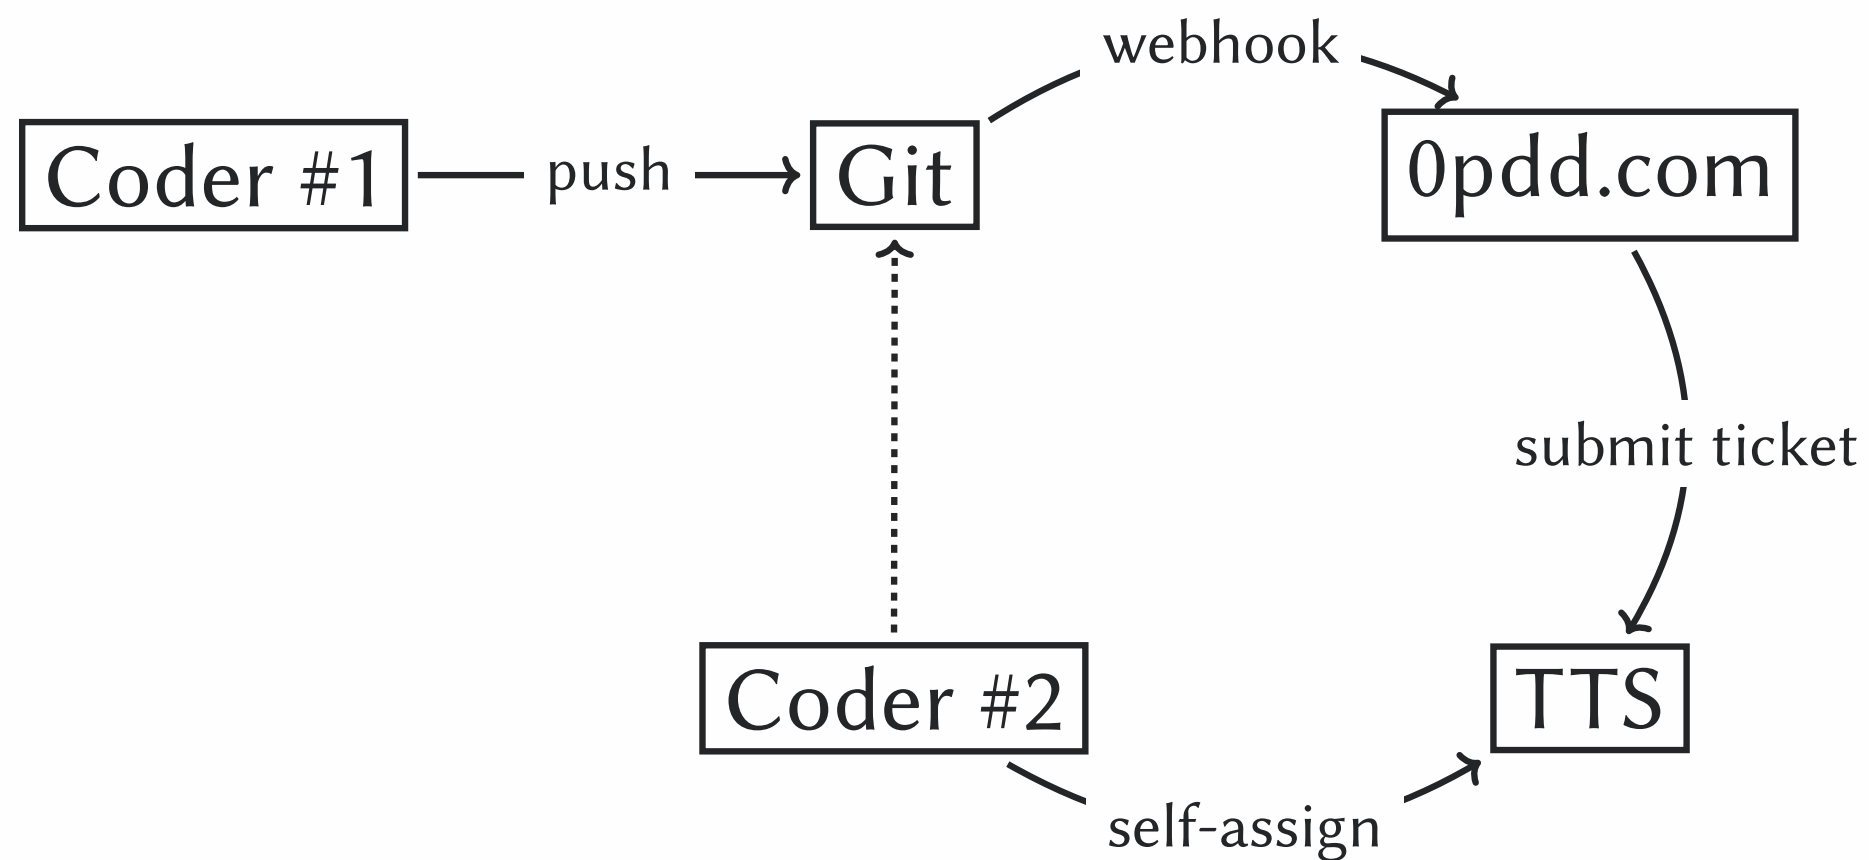 webhook
Coder #1
push
Git
0pdd.com
submit ticket
Coder #2
TTS
self-assign